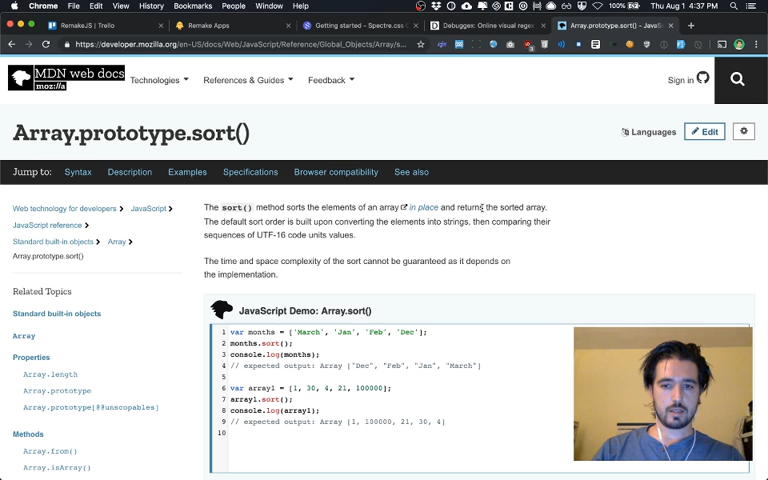 Chrome File Edit View History Bookmarks People Window Help 100% Thu Aug 1 4:37 PM
RemakeJS | Trello
Remake Apps
Getting started - Spectre.css
Debuggex: Online visual rege
Array.prototype.sort() - JavaS
https://developer.mozilla.org/en-US/docs/Web/JavaScript/Reference/Global_Objects/Array/s...
MDN web docs
moz://a
Technologies
References & Guides
Feedback
Sign in
Array.prototype.sort()
Languages
Edit
Jump to: Syntax Description Examples Specifications Browser compatibility See also
Web technology for developers
JavaScript
JavaScript reference
Standard built-in objects
Array
Array.prototype.sort()
Related Topics
Standard built-in objects
Array
Properties
Array.length
Array.prototype
Array.prototype[@@unscopables]
Methods
Array.from()
Array.isArray()
The sort() method sorts the elements of an array in place and returns the sorted array.
The default sort order is built upon converting the elements into strings, then comparing their
sequences of UTF-16 code units values.
The time and space complexity of the sort cannot be guaranteed as it depends on
the implementation.
JavaScript Demo: Array.sort()
1 var months = ['March', 'Jan', 'Feb', 'Dec'];
2 months.sort();
3 console.log(months);
4 // expected output: Array ["Dec", "Feb", "Jan", "March"]
5
6 var array1 = [1, 30, 4, 21, 100000];
7 array1.sort();
8 console.log(array1);
9 // expected output: Array [1, 100000, 21, 30, 4]
10